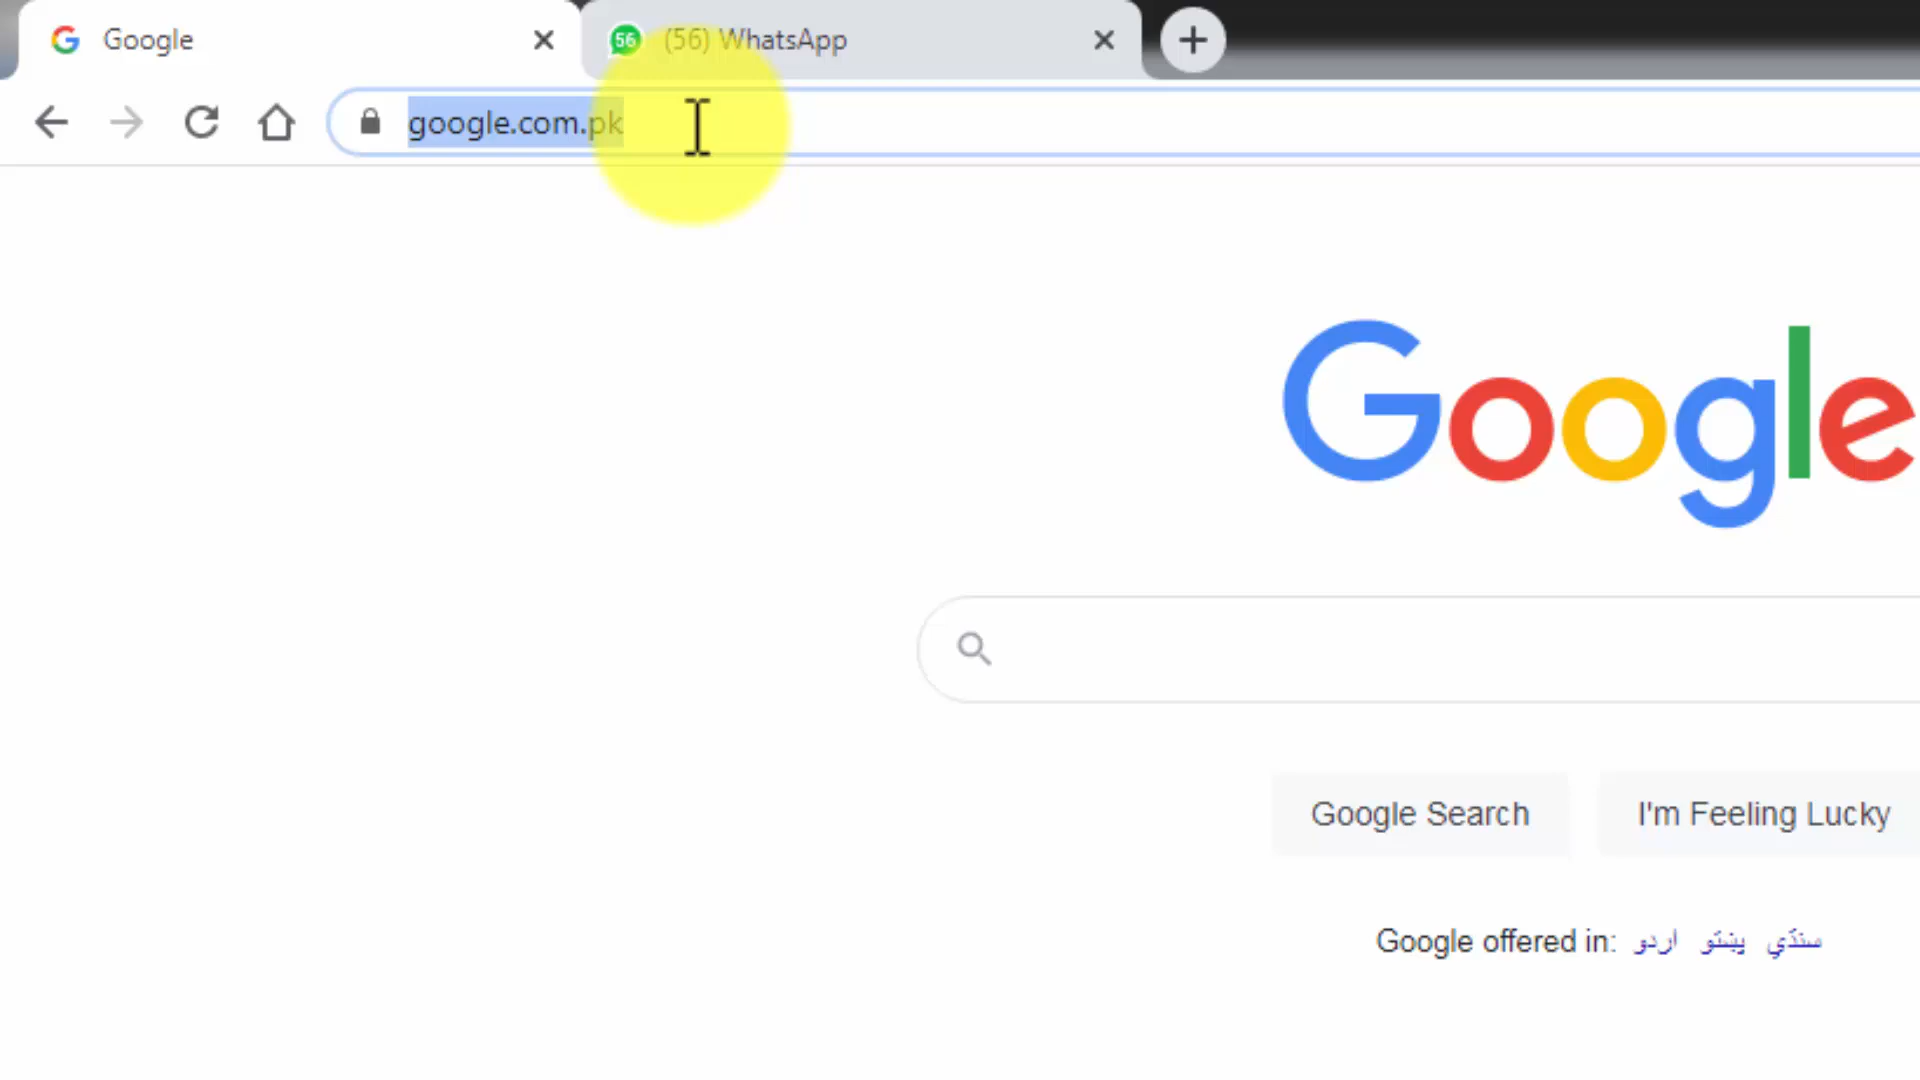 Google
56 (56) WhatsApp
google.com.pk
Google
Google Search I'm Feeling Lucky
Google offered in: اردو پښتو سنڌي